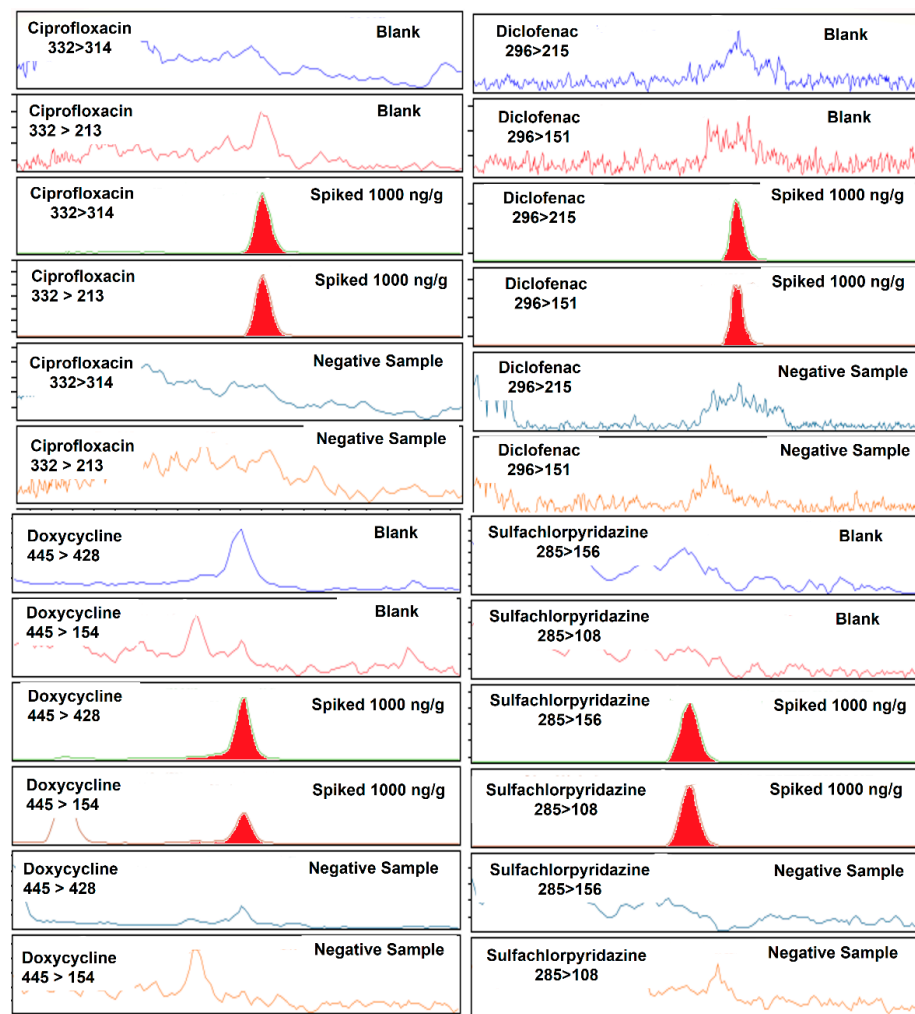 Ciprofloxacin
332>314
Blank
Ciprofloxacin
332 > 213
Blank
Ciprofloxacin
332>314
Spiked 1000 ng/g
Ciprofloxacin
332 > 213
Spiked 1000 ng/g
Ciprofloxacin
332>314
Negative Sample
Ciprofloxacin
332 > 213
Negative Sample
Doxycycline
445 > 428
Blank
Doxycycline
445 > 154
Blank
Doxycycline
445 > 428
Spiked 1000 ng/g
Doxycycline
445 > 154
Spiked 1000 ng/g
Doxycycline
445 > 428
Negative Sample
Doxycycline
445 > 154
Negative Sample
Diclofenac
296>215
Blank
Diclofenac
296>151
Blank
Diclofenac
296>215
Spiked 1000 ng/g
Diclofenac
296>151
Spiked 1000 ng/g
Diclofenac
296>215
Negative Sample
Diclofenac
296>151
Negative Sample
Sulfachlorpyridazine
285>156
Blank
Sulfachlorpyridazine
285>108
Blank
Sulfachlorpyridazine
285>156
Spiked 1000 ng/g
Sulfachlorpyridazine
285>108
Spiked 1000 ng/g
Sulfachlorpyridazine
285>156
Negative Sample
Sulfachlorpyridazine
285>108
Negative Sample